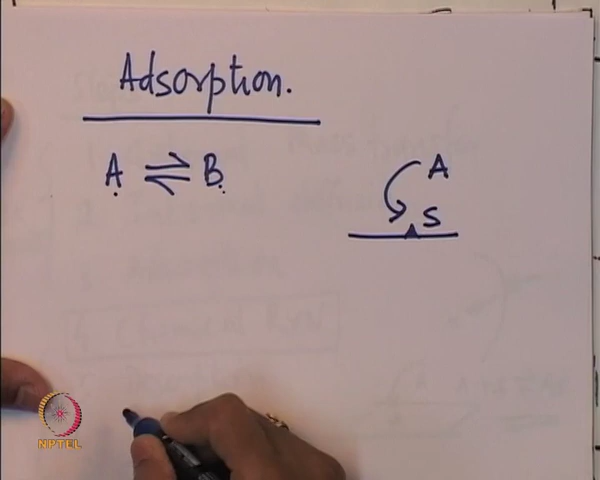 Adsorption.
A ⇌ B
A
S
NPTEL